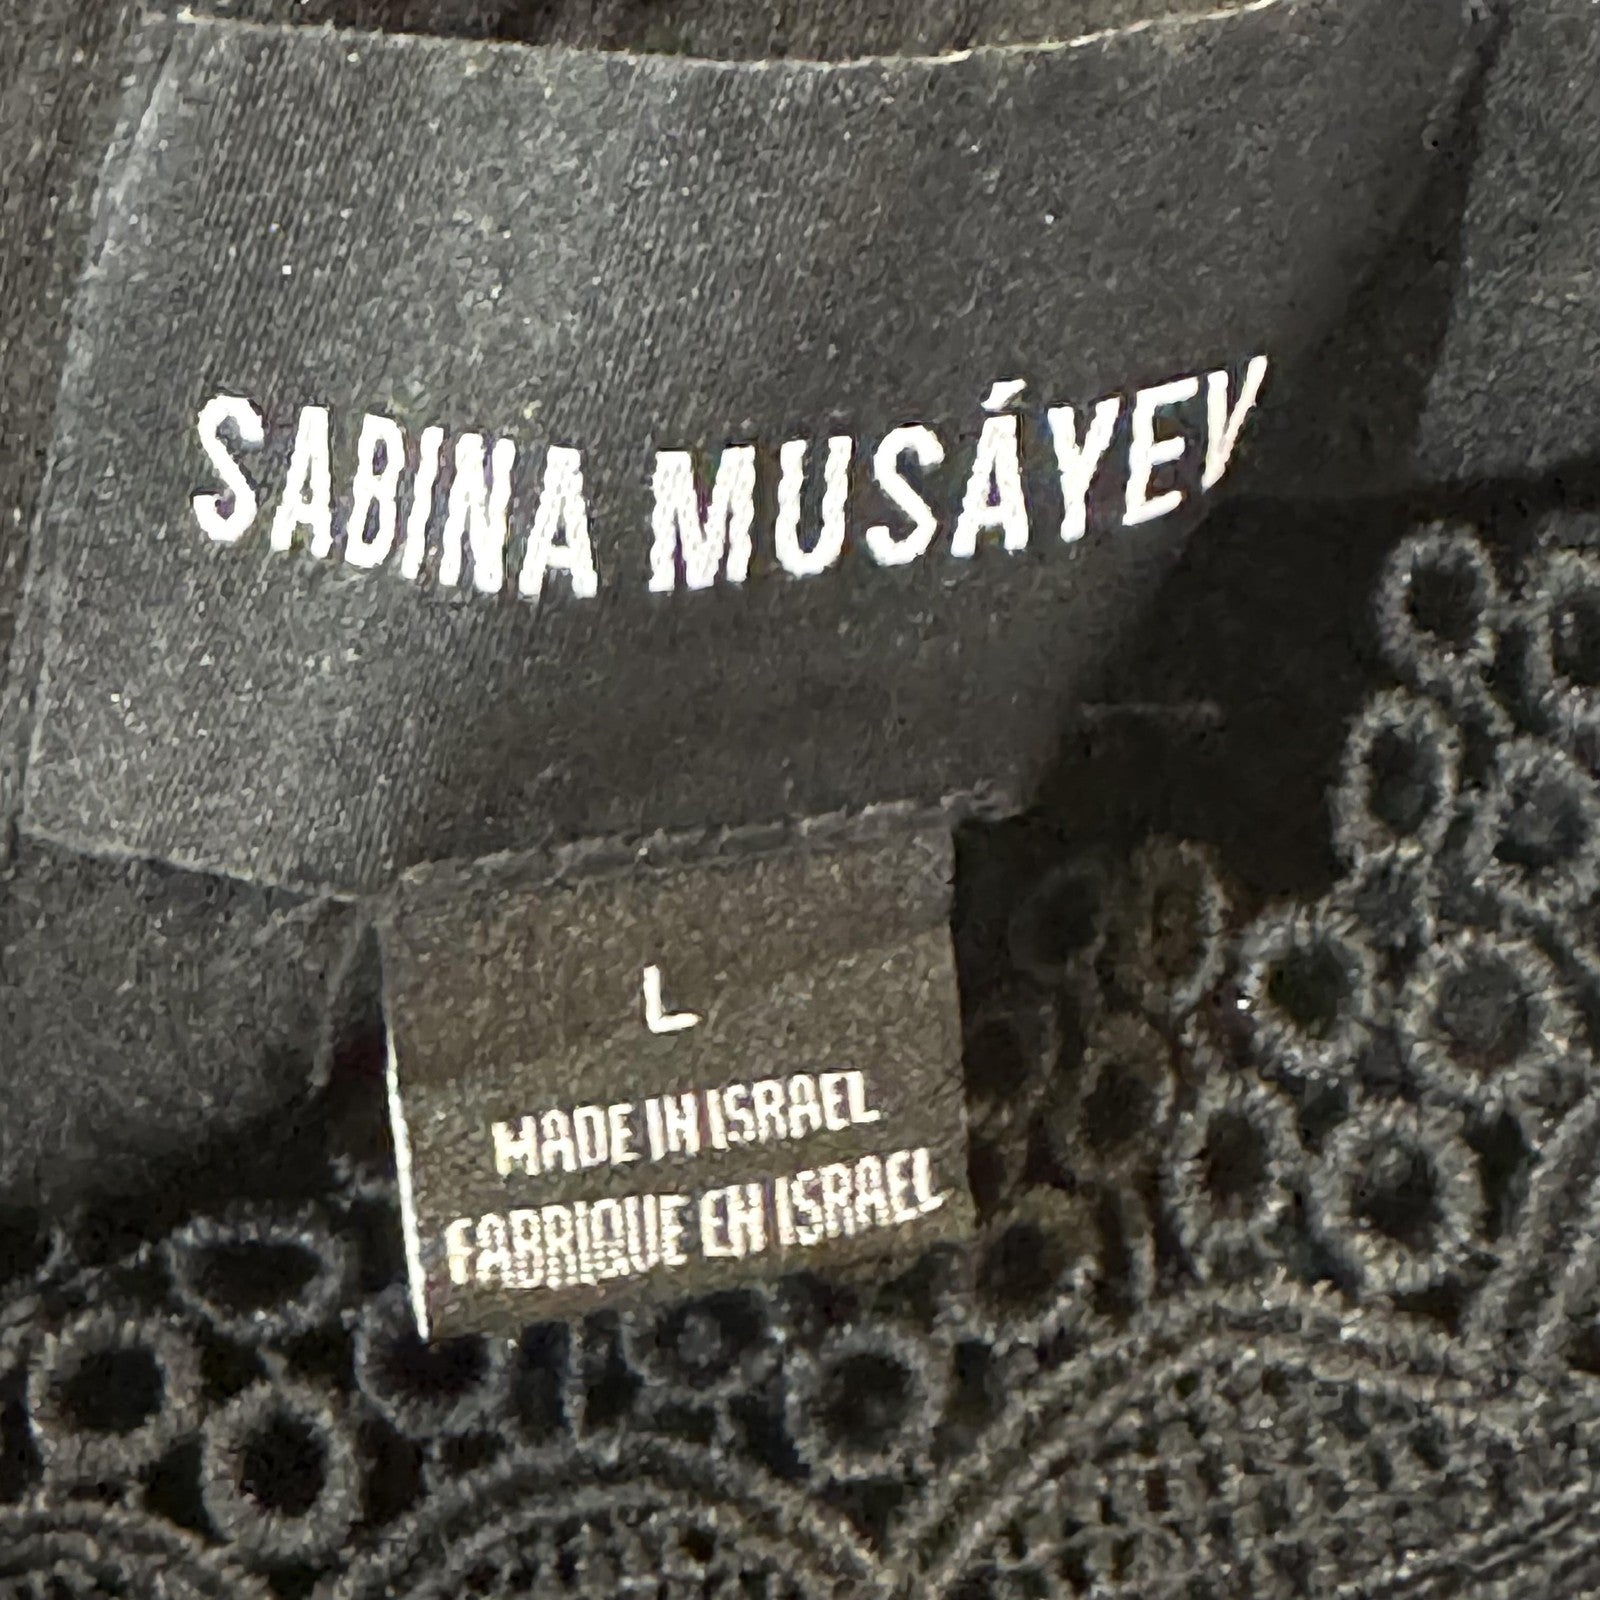 SABINA MUSÁYEV
L
MADE IN ISRAEL
FABRIQUE EN ISRAEL